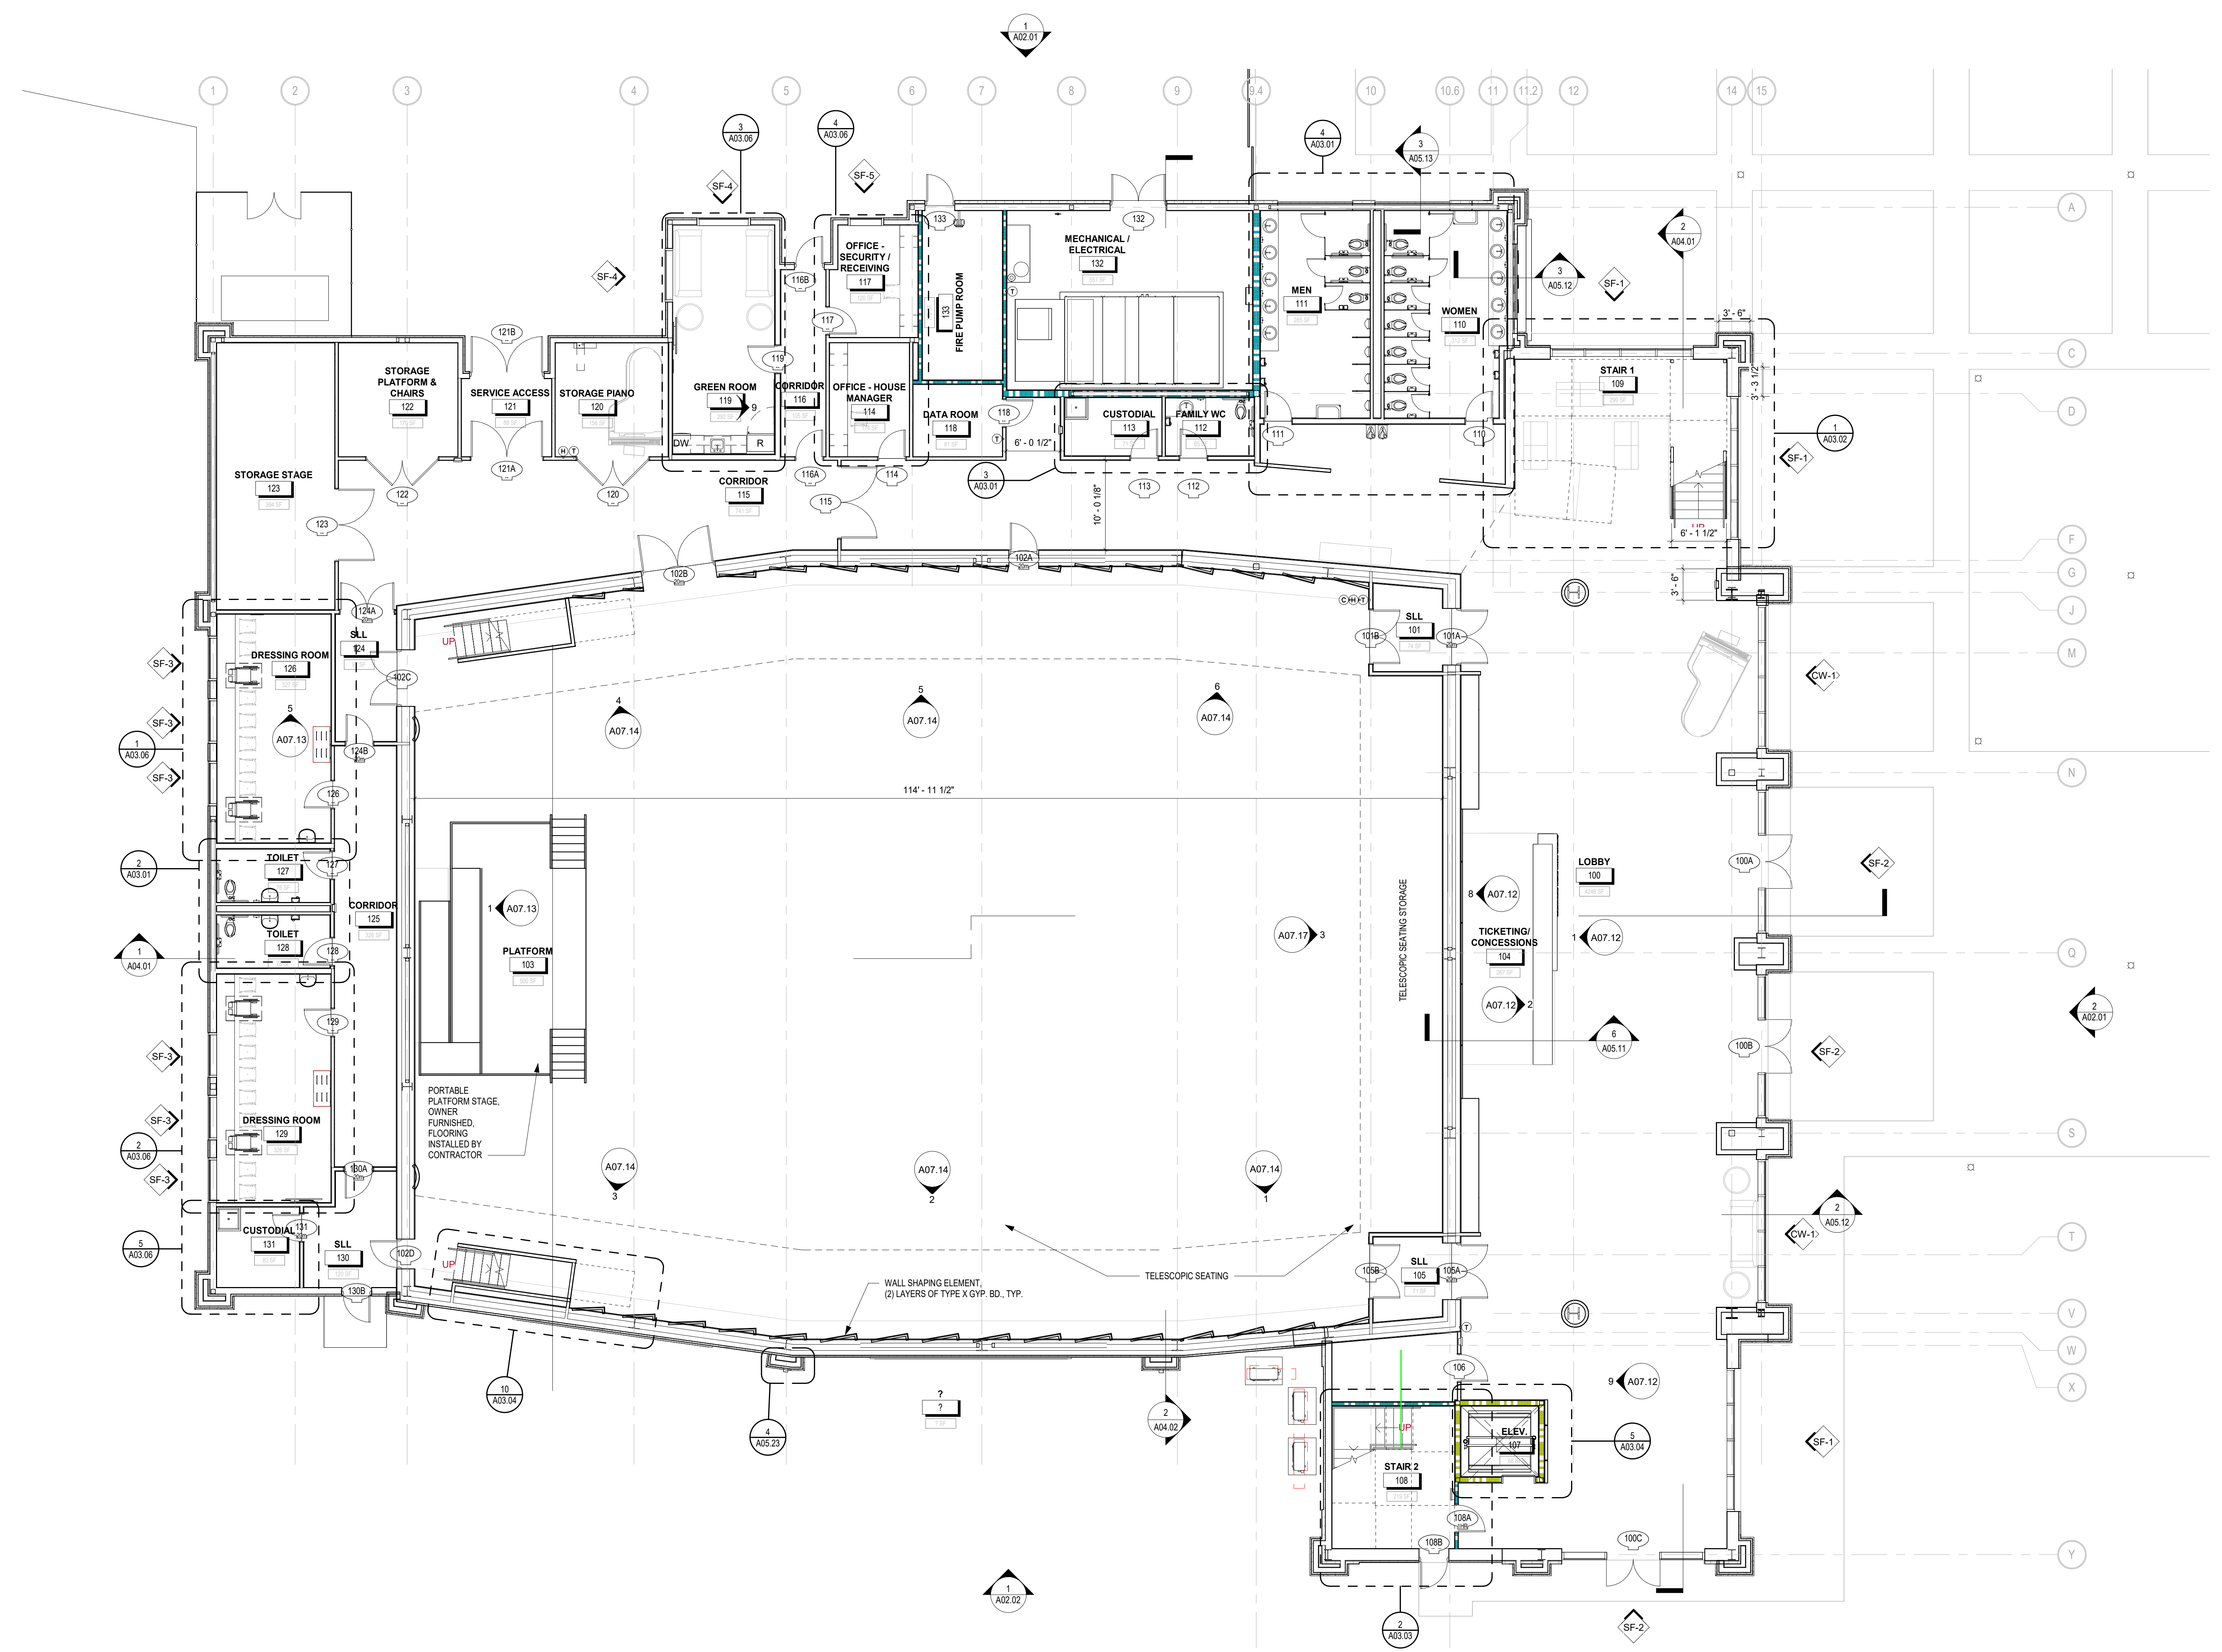 1
A02.01
1
2
3
4
5
6
7
8
9
9.4
10
10.6
11
11.2
12
14
15
3
A03.06
4
A03.06
4
A03.01
3
A05.13
SF-4
SF-5
SF-4
A
133
132
2
A04.01
3
A05.12
SF-1
OFFICE -
SECURITY /
RECEIVING
117
116B
FIRE PUMP ROOM
133
MECHANICAL /
ELECTRICAL
132
T
MEN
111
WOMEN
110
3' - 6"
121B
117
C
119
STORAGE
PLATFORM &
CHAIRS
122
SERVICE ACCESS
121
STORAGE PIANO
120
GREEN ROOM
119
9
CORRIDOR
116
OFFICE - HOUSE
MANAGER
114
STAIR 1
109
3' - 3 1/2"
DATA ROOM
118
118
CUSTODIAL
113
FAMILY WC
112
T
D
1
A03.02
SF-1
H
T
DW
R
T
6' - 0 1/2"
111
110
STORAGE STAGE
123
121A
116A
114
3
A03.01
113
112
122
120
CORRIDOR
115
115
10' - 0 1/8"
123
UP
6' - 1 1/2"
F
102B
102A
G
3' - 6"
H
C
H
T
J
124A
SLL
124
UP
101B
SLL
101
101A
M
DRESSING ROOM
126
SF-3
102C
CW-1
5
A07.13
SF-3
4
A07.14
5
A07.14
6
A07.14
1
A03.06
124B
SF-3
N
126
114' - 11 1/2"
TOILET
127
127
2
A03.01
LOBBY
100
100A
SF-2
TELESCOPIC SEATING STORAGE
8
A07.12
CORRIDOR
125
1
A07.13
TICKETING/
CONCESSIONS
104
1
A07.12
A07.17
3
TOILET
128
128
1
A04.01
PLATFORM
103
Q
A07.12
2
2
A02.01
129
6
A05.11
100B
SF-2
SF-3
PORTABLE
PLATFORM STAGE,
OWNER
FURNISHED,
FLOORING
INSTALLED BY
CONTRACTOR
DRESSING ROOM
129
SF-3
2
A03.06
S
130A
SF-3
A07.14
3
A07.14
2
A07.14
1
2
A05.12
CUSTODIAL
131
131
5
A03.06
SLL
130
102D
UP
CW-1
T
105B
SLL
105
105A
TELESCOPIC SEATING
WALL SHAPING ELEMENT,
(2) LAYERS OF TYPE X GYP. BD., TYP.
130B
H
V
T
W
106
9
A07.12
X
10
A03.04
?
?
4
A05.23
2
A04.02
UP
ELEV.
107
5
A03.04
SF-1
STAIR 2
108
108A
108B
100C
Y
1
A02.02
2
A03.03
SF-2